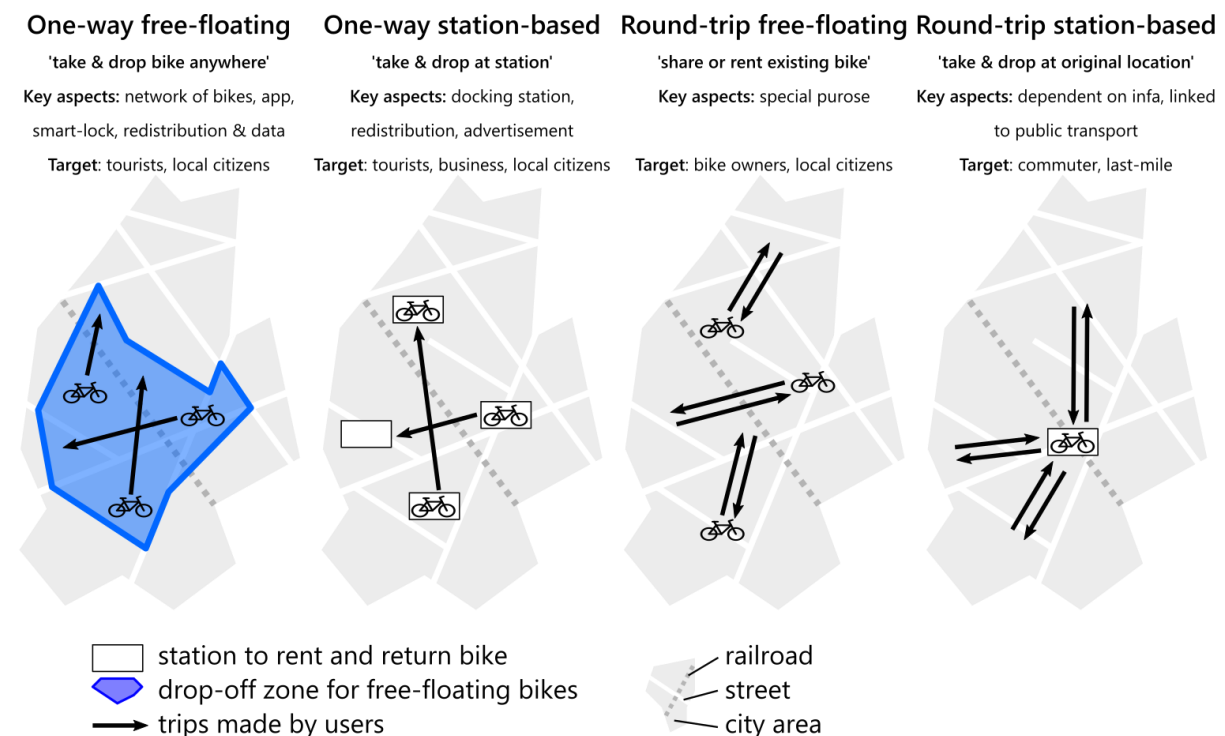 One-way free-floating
'take & drop bike anywhere'
Key aspects: network of bikes, app,
smart-lock, redistribution & data
Target: tourists, local citizens
One-way station-based
'take & drop at station'
Key aspects: docking station,
redistribution, advertisement
Target: tourists, business, local citizens
Round-trip free-floating
'share or rent existing bike'
Key aspects: special purose
Target: bike owners, local citizens
Round-trip station-based
'take & drop at original location'
Key aspects: dependent on infa, linked
to public transport
Target: commuter, last-mile
station to rent and return bike
drop-off zone for free-floating bikes
trips made by users
railroad
street
city area